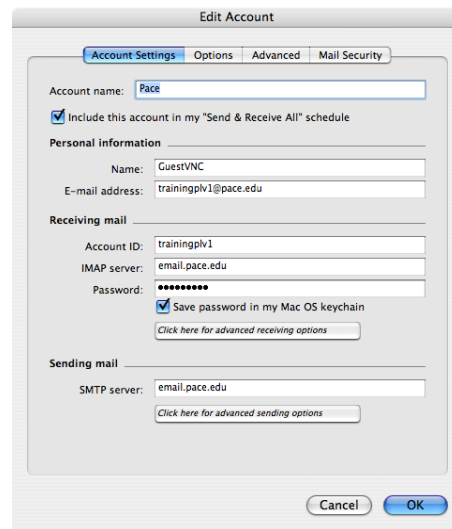 Edit Account
Account Settings Options Advanced Mail Security
Account name: Pace
Include this account in my "Send & Receive All" schedule
Personal information
Name: GuestVNC
E-mail address: trainingplv1@pace.edu
Receiving mail
Account ID: trainingplv1
IMAP server: email.pace.edu
Password: •••••••••
Save password in my Mac OS keychain
Click here for advanced receiving options
Sending mail
SMTP server: email.pace.edu
Click here for advanced sending options
Cancel OK